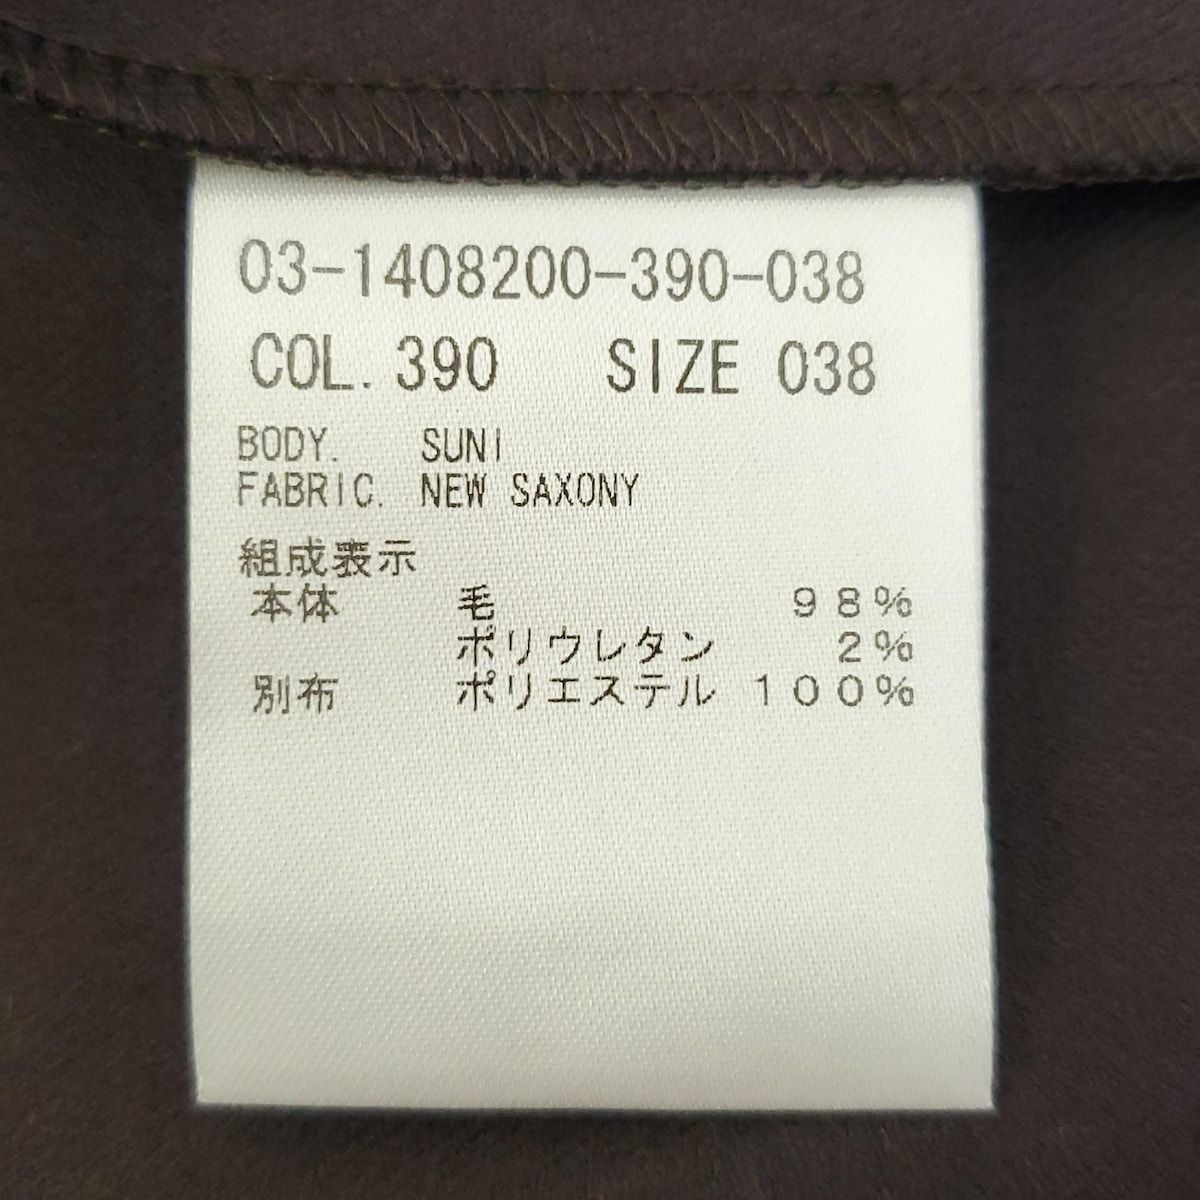 03-1408200-390-038
COL. 390 SIZE 038
BODY. SUNI
FABRIC. NEW SAXONY
組成表示
本体 毛 98%
ポリウレタン 2%
別布 ポリエステル 100%